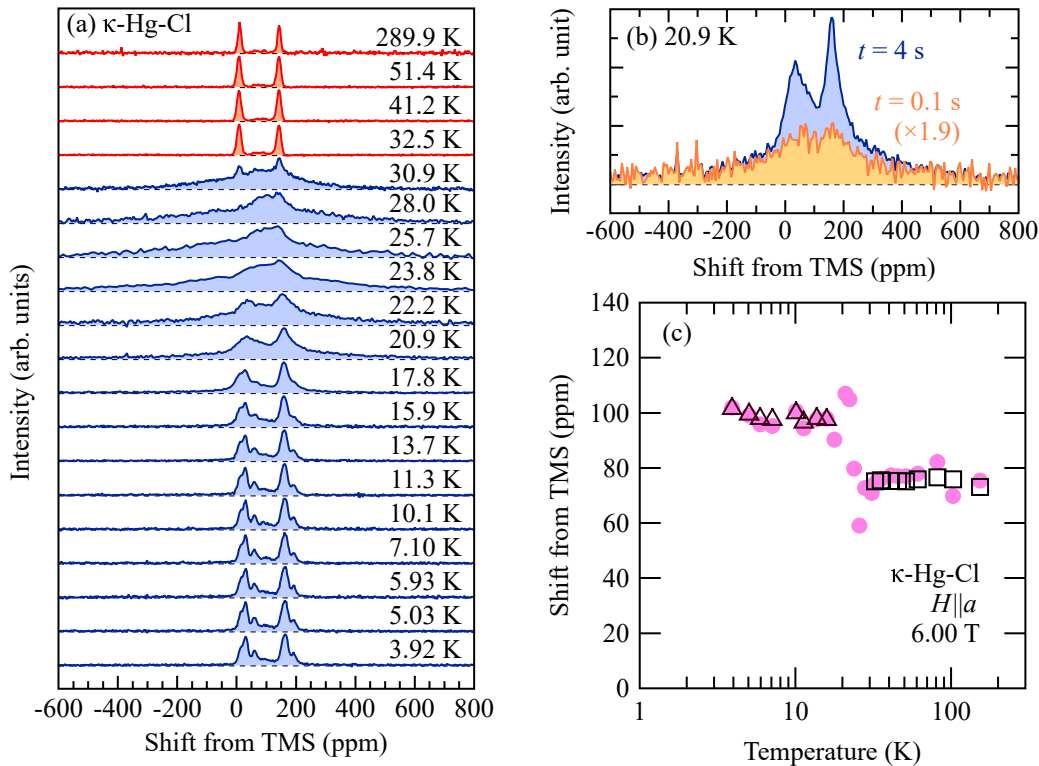 (a) κ-Hg-Cl
289.9 K
51.4 K
41.2 K
32.5 K
30.9 K
28.0 K
25.7 K
23.8 K
22.2 K
20.9 K
17.8 K
15.9 K
13.7 K
11.3 K
10.1 K
7.10 K
5.93 K
5.03 K
3.92 K
Intensity (arb. units)
-600 -400 -200 0 200 400 600 800
Shift from TMS (ppm)
(b) 20.9 K
t = 4 s
t = 0.1 s
(×1.9)
Intensity (arb. unit)
-600 -400 -200 0 200 400 600 800
Shift from TMS (ppm)
(c)
140
120
100
80
60
40
20
0
Shift from TMS (ppm)
κ-Hg-Cl
H||a
6.00 T
1 10 100
Temperature (K)